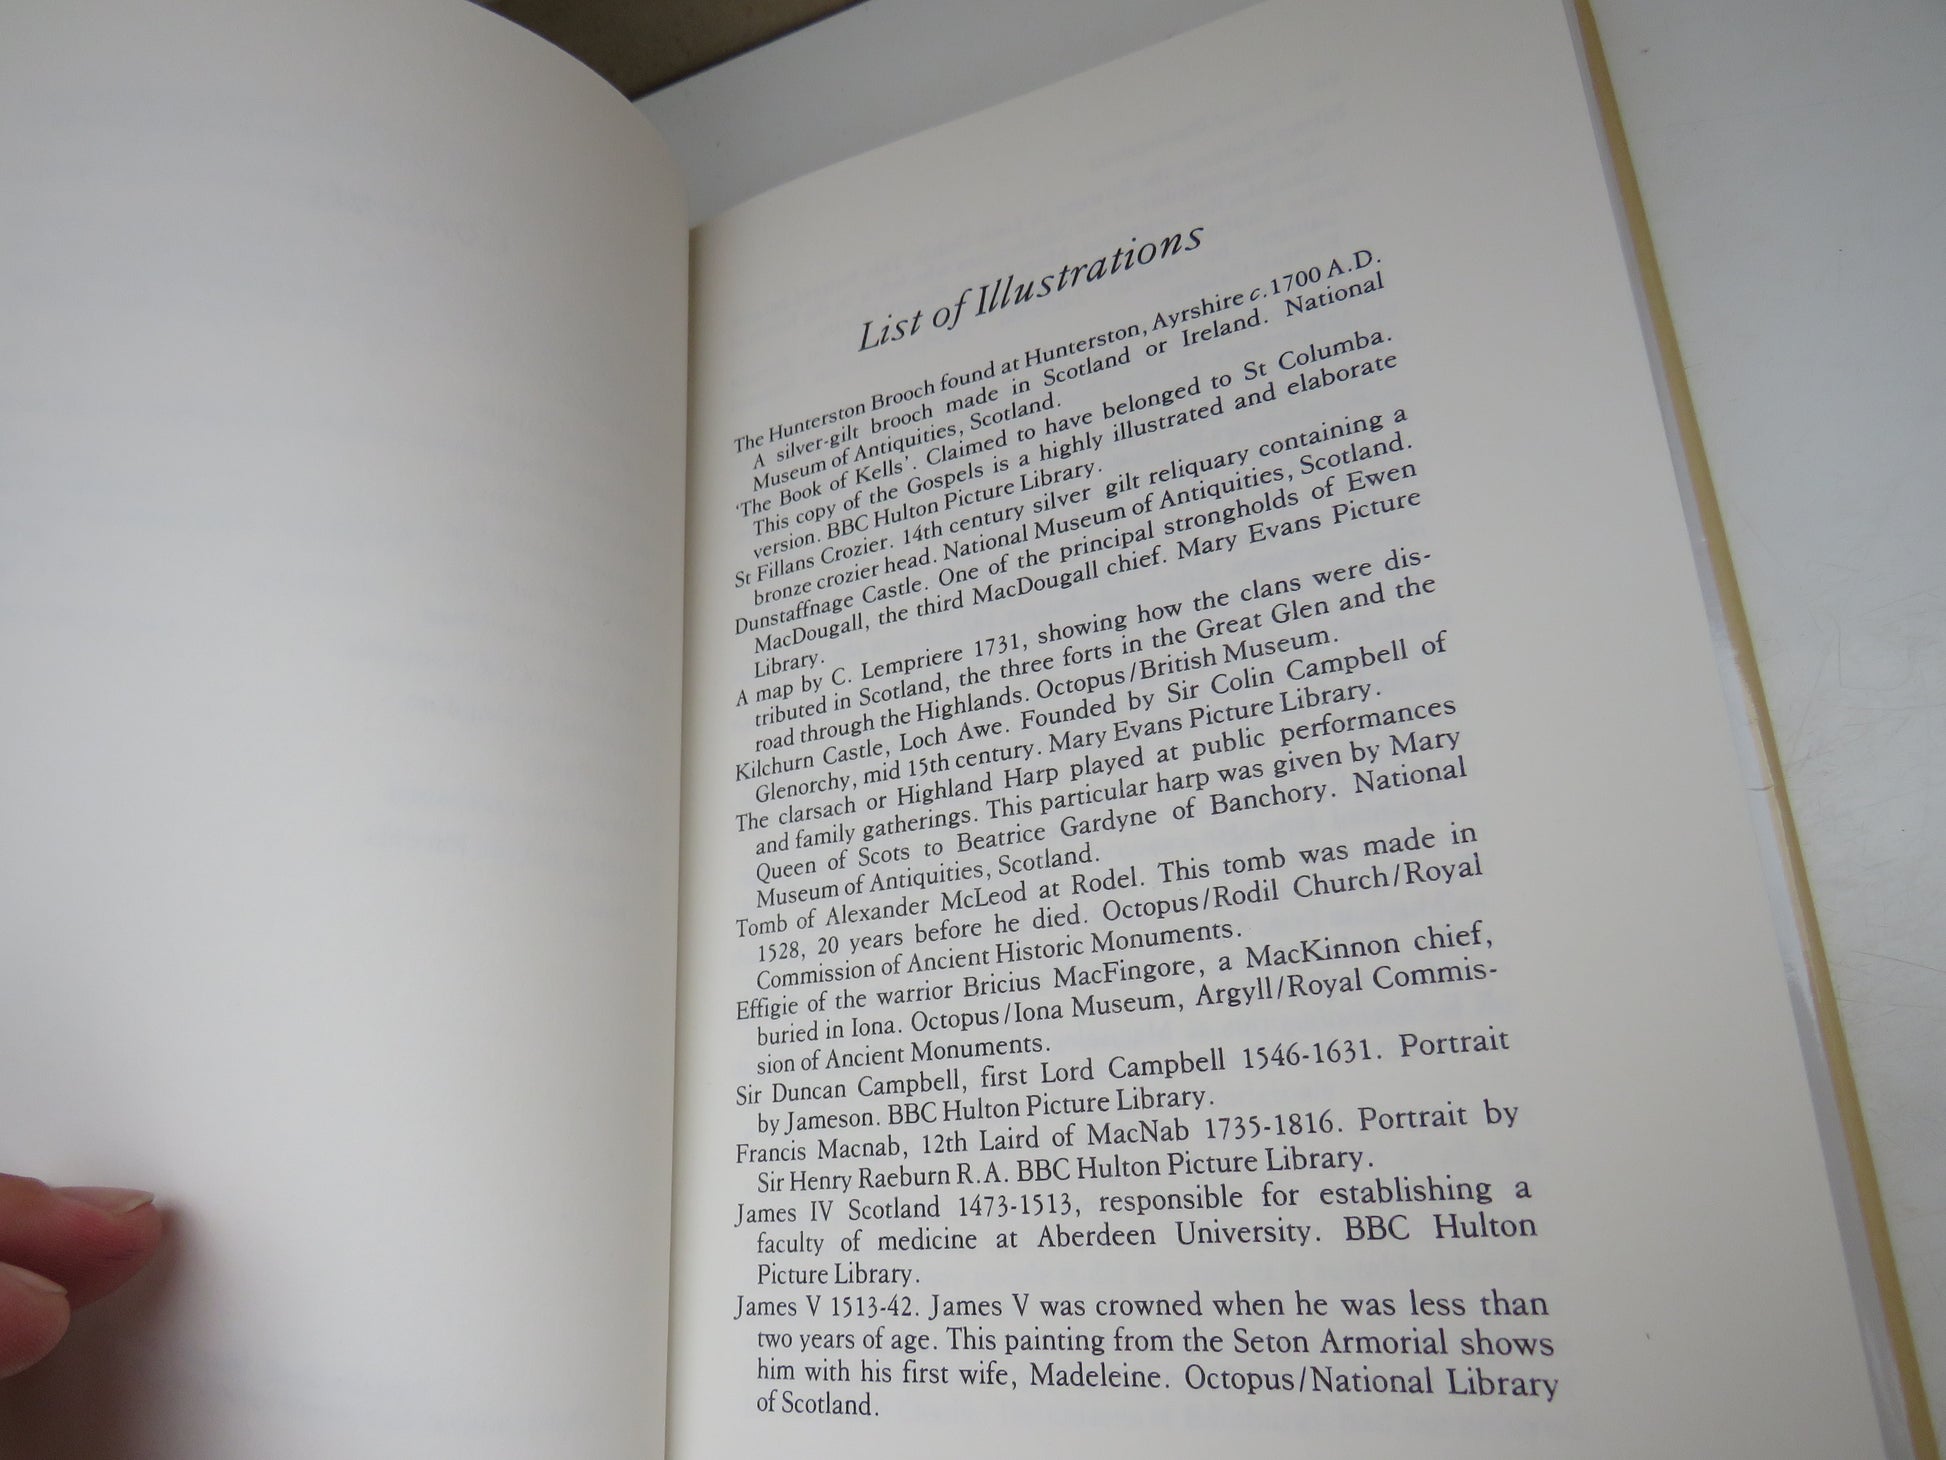 List of Illustrations
The Hunterston Brooch found at Hunterston, Ayrshire c.1700 A.D.
A silver-gilt brooch made in Scotland or Ireland. National
Museum of Antiquities, Scotland.
'The Book of Kells'. Claimed to have belonged to St Columba.
This copy of the Gospels is a highly illustrated and elaborate
version. BBC Hulton Picture Library.
St Fillans Crozier. 14th century silver gilt reliquary containing a
bronze crozier head. National Museum of Antiquities, Scotland.
Dunstaffnage Castle. One of the principal strongholds of Ewen
MacDougall, the third MacDougall chief. Mary Evans Picture
Library.
A map by C. Lempriere 1731, showing how the clans were dis-
tributed in Scotland, the three forts in the Great Glen and the
road through the Highlands. Octopus/British Museum.
Kilchurn Castle, Loch Awe. Founded by Sir Colin Campbell of
Glenorchy, mid 15th century. Mary Evans Picture Library.
The clarsach or Highland Harp played at public performances
and family gatherings. This particular harp was given by Mary
Queen of Scots to Beatrice Gardyne of Banchory. National
Museum of Antiquities, Scotland.
Tomb of Alexander McLeod at Rodel. This tomb was made in
1528, 20 years before he died. Octopus/Rodil Church/Royal
Commission of Ancient Historic Monuments.
Effigie of the warrior Bricius MacFingore, a MacKinnon chief,
buried in Iona. Octopus/Iona Museum, Argyll/Royal Commis-
sion of Ancient Monuments.
Sir Duncan Campbell, first Lord Campbell 1546-1631. Portrait
by Jameson. BBC Hulton Picture Library.
Francis Macnab, 12th Laird of MacNab 1735-1816. Portrait by
Sir Henry Raeburn R.A. BBC Hulton Picture Library.
James IV Scotland 1473-1513, responsible for establishing a
faculty of medicine at Aberdeen University. BBC Hulton
Picture Library.
James V 1513-42. James V was crowned when he was less than
two years of age. This painting from the Seton Armorial shows
him with his first wife, Madeleine. Octopus/National Library
of Scotland.